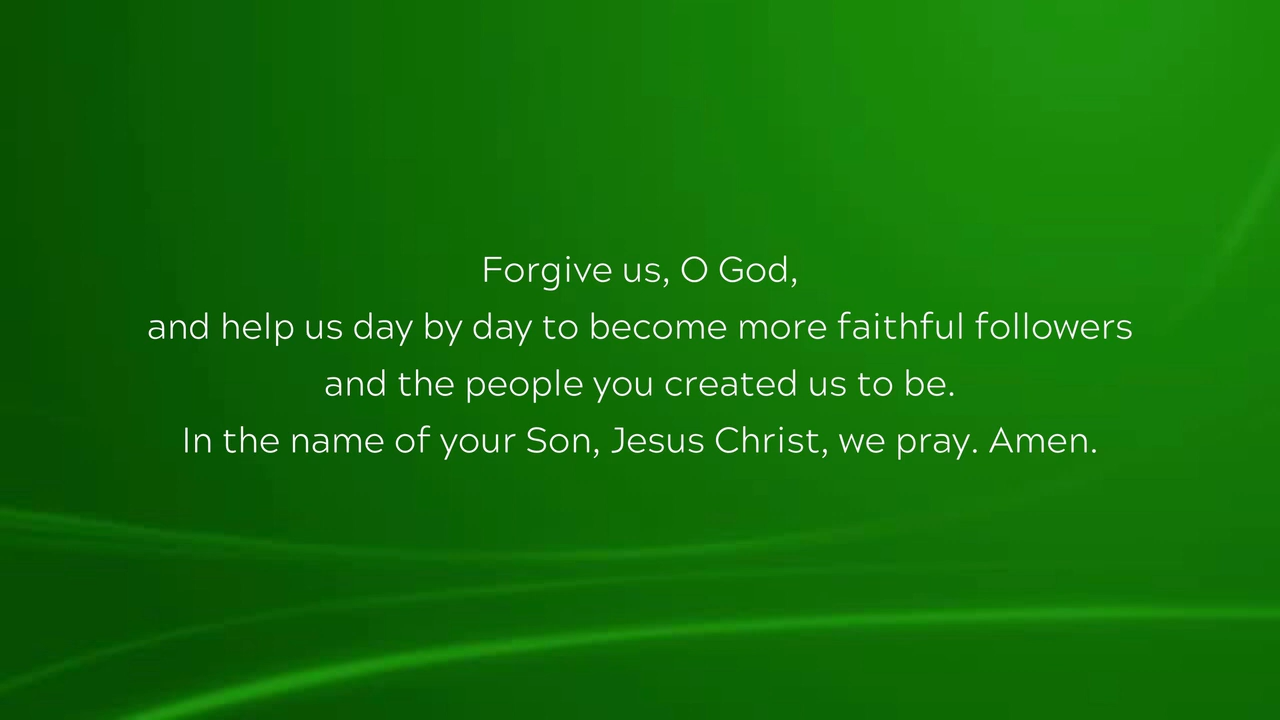 Forgive us, O God,
and help us day by day to become more faithful followers
and the people you created us to be.
In the name of your Son, Jesus Christ, we pray. Amen.